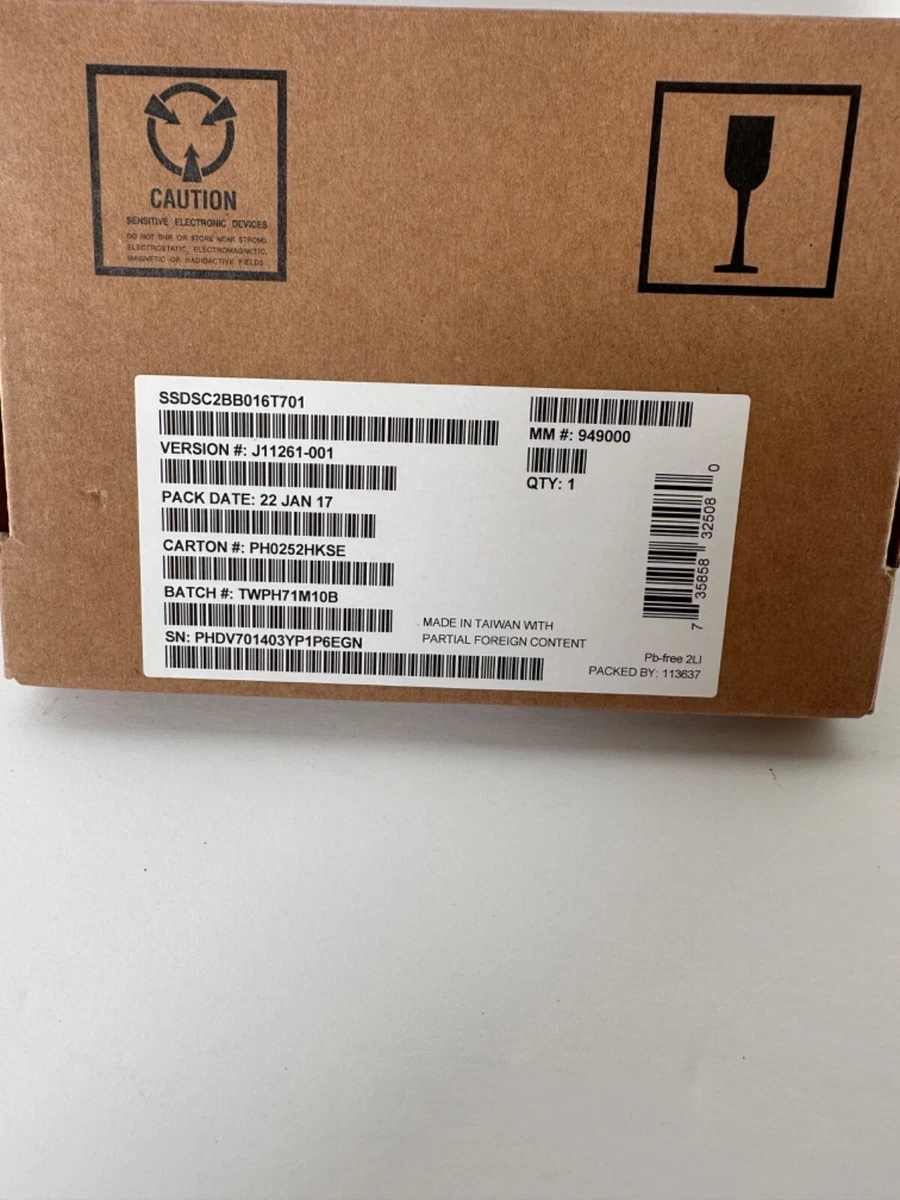 CAUTION
SENSITIVE ELECTRONIC DEVICES
DO NOT SHIP OR STORE NEAR STRONG
ELECTROSTATIC, ELECTROMAGNETIC,
MAGNETIC OR RADIOACTIVE FIELDS
SSDSC2BB016T701
VERSION #: J11261-001
PACK DATE: 22 JAN 17
CARTON #: PH0252HKSE
BATCH #: TWPH71M10B
SN: PHDV701403YP1P6EGN
MM #: 949000
QTY: 1
7 35858 32508 0
. MADE IN TAIWAN WITH
PARTIAL FOREIGN CONTENT
Pb-free 2LI
PACKED BY: 113637